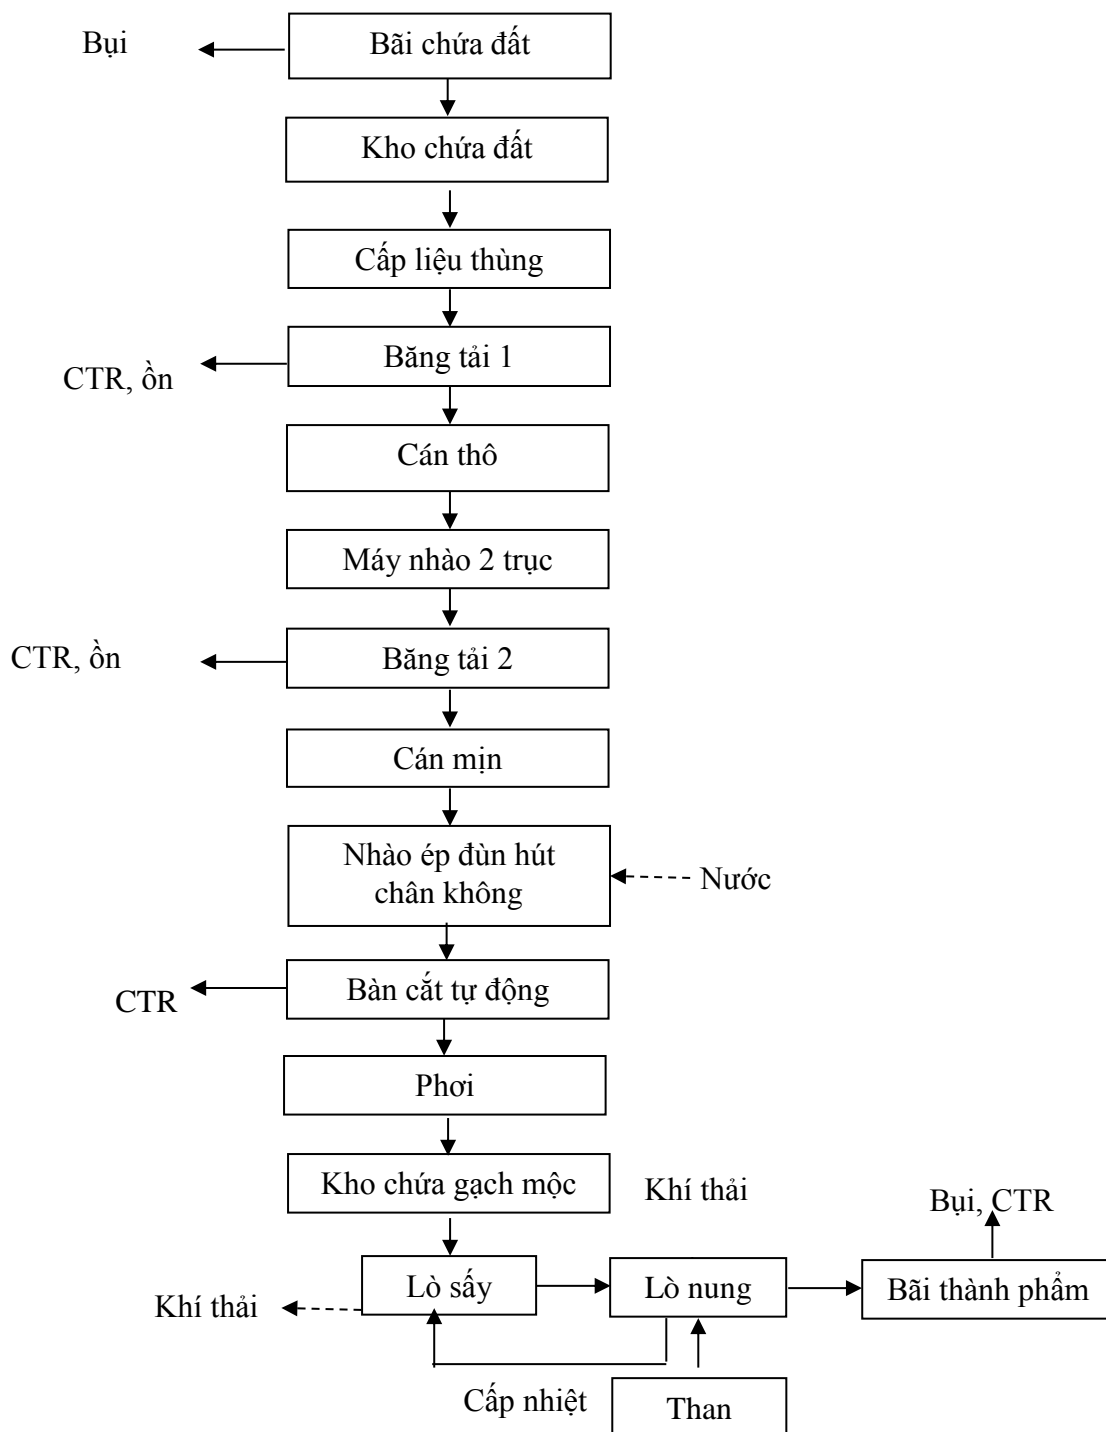 Bụi
Bãi chứa đất
Kho chứa đất
Cấp liệu thùng
Băng tải 1
CTR, ồn
Cán thô
Máy nhào 2 trục
CTR, ồn
Băng tải 2
Cán mịn
Nhào ép đùn hút
chân không
Nước
Bàn cắt tự động
CTR
Phơi
Kho chứa gạch mộc
Khí thải
Bụi, CTR
Lò sấy
Lò nung
Bãi thành phẩm
Khí thải
Cấp nhiệt
Than